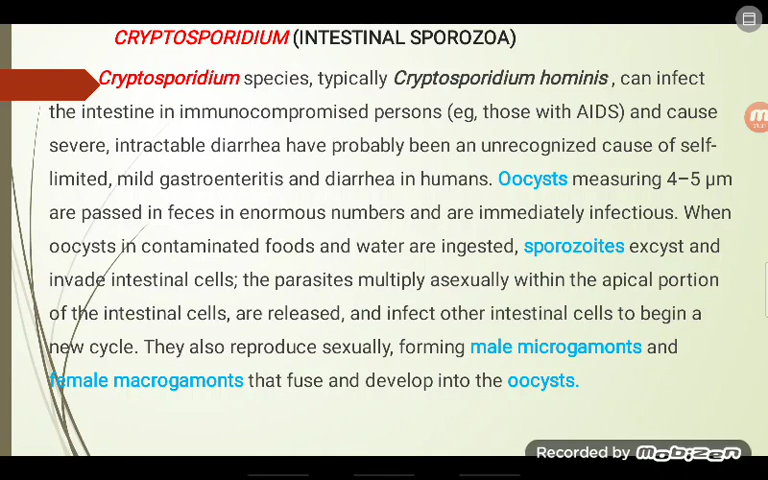 CRYPTOSPORIDIUM (INTESTINAL SPOROZOA)
Cryptosporidium species, typically Cryptosporidium hominis , can infect
the intestine in immunocompromised persons (eg, those with AIDS) and cause
severe, intractable diarrhea have probably been an unrecognized cause of self-
limited, mild gastroenteritis and diarrhea in humans. Oocysts measuring 4–5 μm
are passed in feces in enormous numbers and are immediately infectious. When
oocysts in contaminated foods and water are ingested, sporozoites excyst and
invade intestinal cells; the parasites multiply asexually within the apical portion
of the intestinal cells, are released, and infect other intestinal cells to begin a
new cycle. They also reproduce sexually, forming male microgamonts and
female macrogamonts that fuse and develop into the oocysts.
Recorded by mobizen